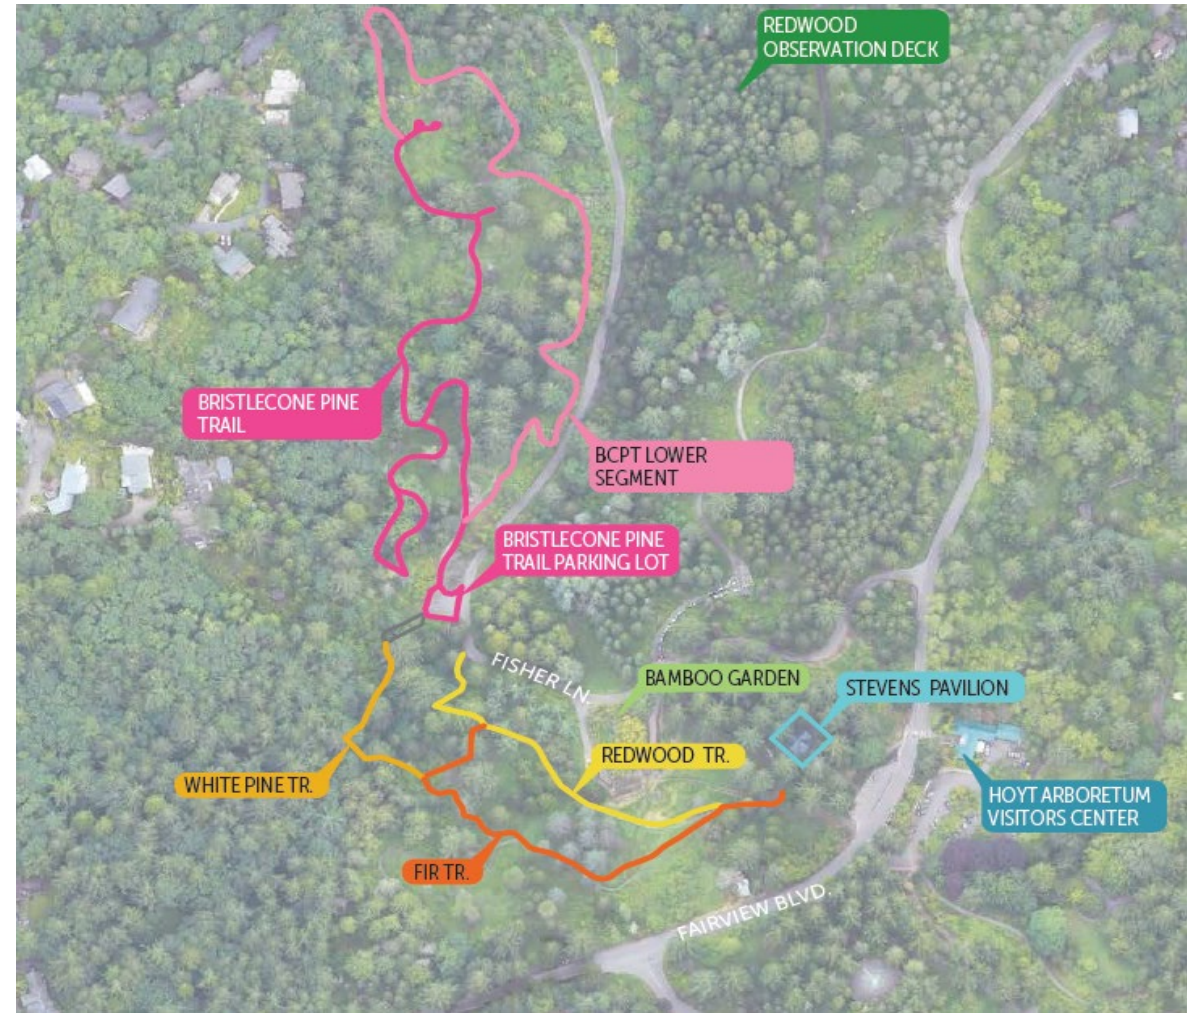 REDWOOD
OBSERVATION DECK
BRISTLECONE PINE
TRAIL
BCPT LOWER
SEGMENT
BRISTLECONE PINE
TRAIL PARKING LOT
FISHER LN.
BAMBOO GARDEN
STEVENS PAVILION
REDWOOD TR.
WHITE PINE TR.
HOYT ARBORETUM
VISITORS CENTER
FIR TR.
FAIRVIEW BLVD.